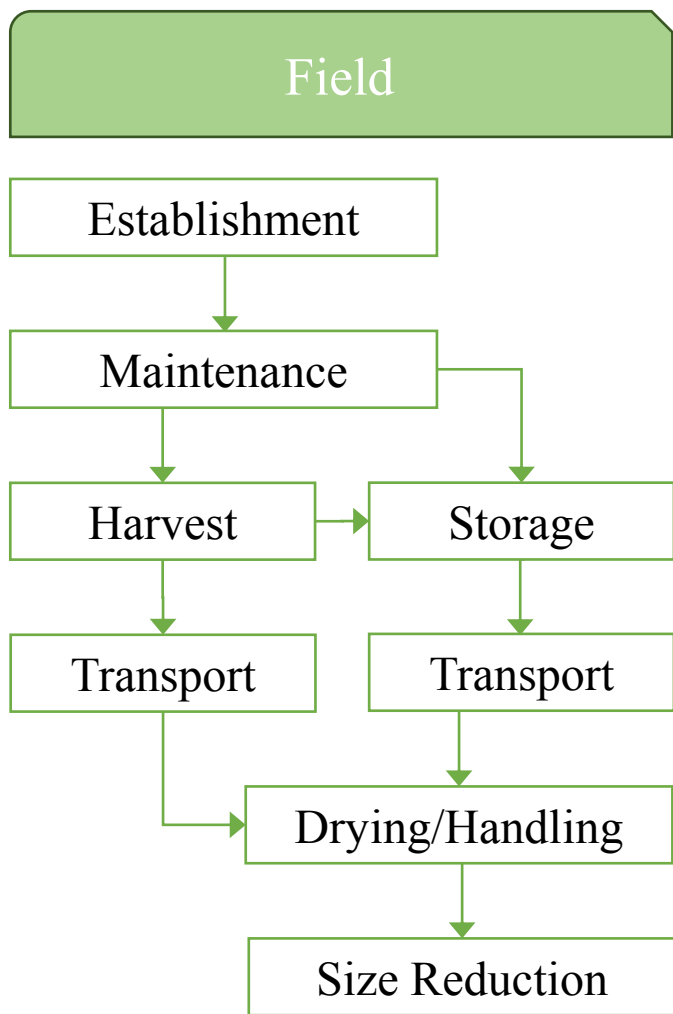 Field
Establishment
Maintenance
Harvest
Storage
Transport
Transport
Drying/Handling
Size Reduction